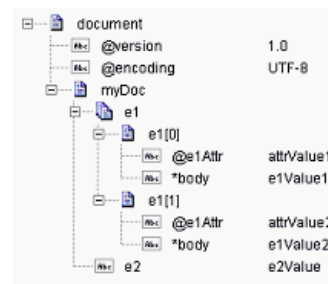 document
@version 1.0
@encoding UTF-8
myDoc
e1
e1[0]
@e1Attr attrValue1
*body e1Value1
e1[1]
@e1Attr attrValue2
*body e1Value2
e2 e2Value